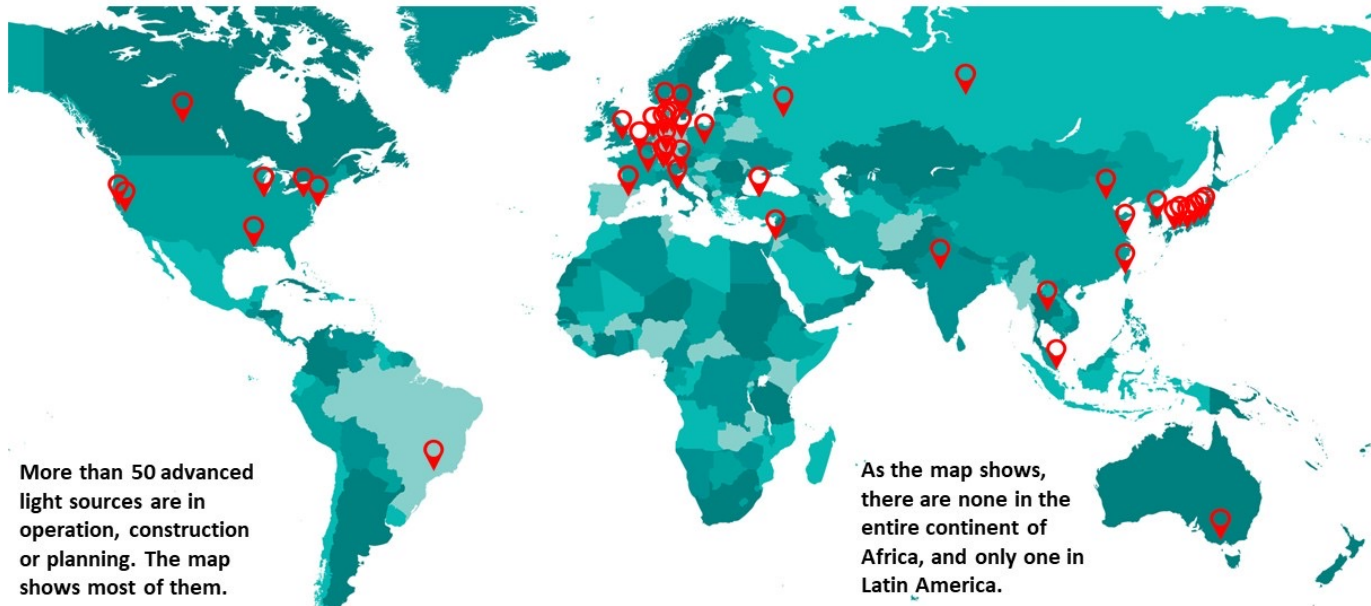 More than 50 advanced
light sources are in
operation, construction
or planning. The map
shows most of them.
As the map shows,
there are none in the
entire continent of
Africa, and only one in
Latin America.